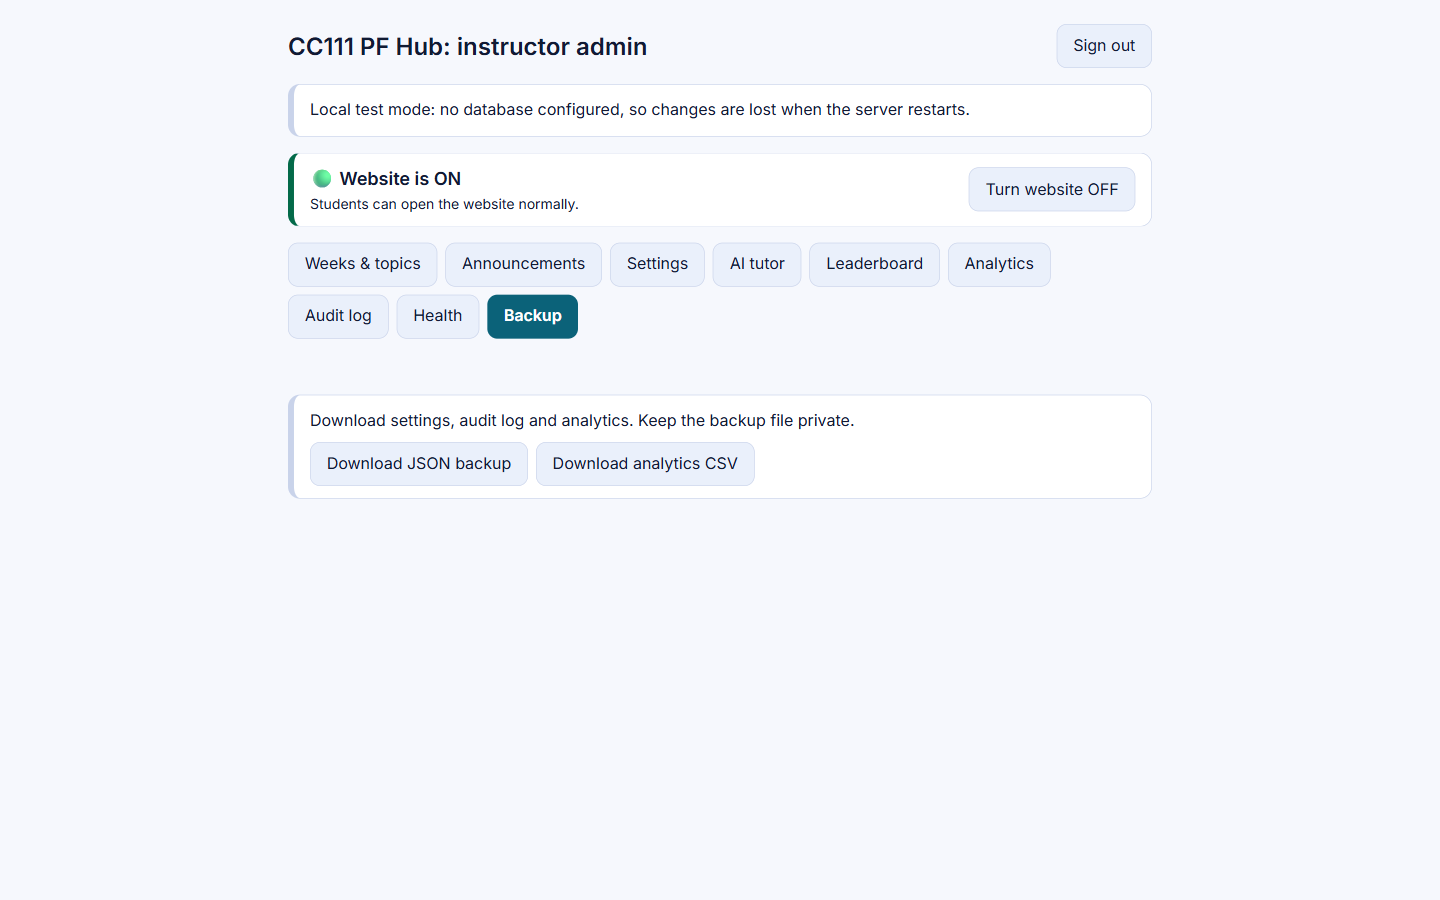 CC111 PF Hub: instructor admin
Sign out
Local test mode: no database configured, so changes are lost when the server restarts.
Website is ON
Students can open the website normally.
Turn website OFF
Weeks & topics
Announcements
Settings
AI tutor
Leaderboard
Analytics
Audit log
Health
Backup
Download settings, audit log and analytics. Keep the backup file private.
Download JSON backup
Download analytics CSV